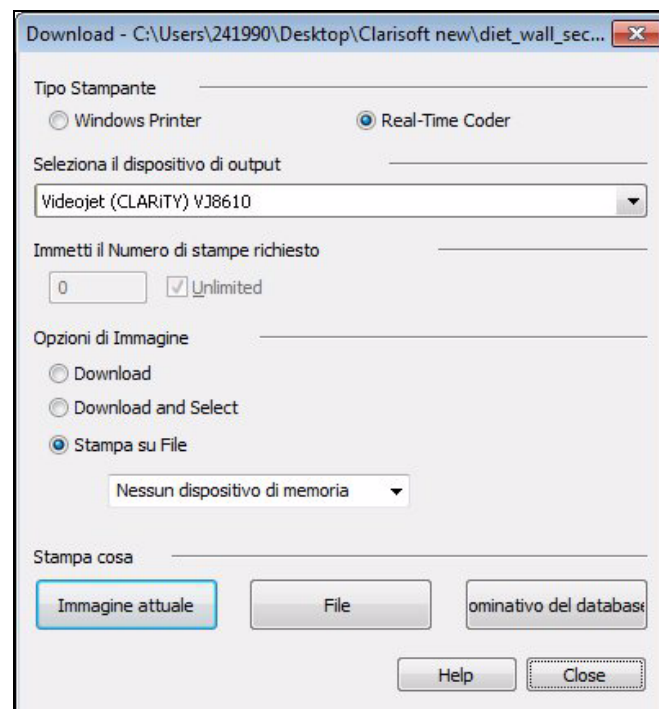 Download - C:\Users\241990\Desktop\Clarisoft new\diet_wall_sec...
Tipo Stampante
Windows Printer
Real-Time Coder
Seleziona il dispositivo di output
Videojet (CLARiTY) VJ8610
Immetti il Numero di stampe richiesto
0
Unlimited
Opzioni di Immagine
Download
Download and Select
Stampa su File
Nessun dispositivo di memoria
Stampa cosa
Immagine attuale
File
ominativo del database
Help
Close